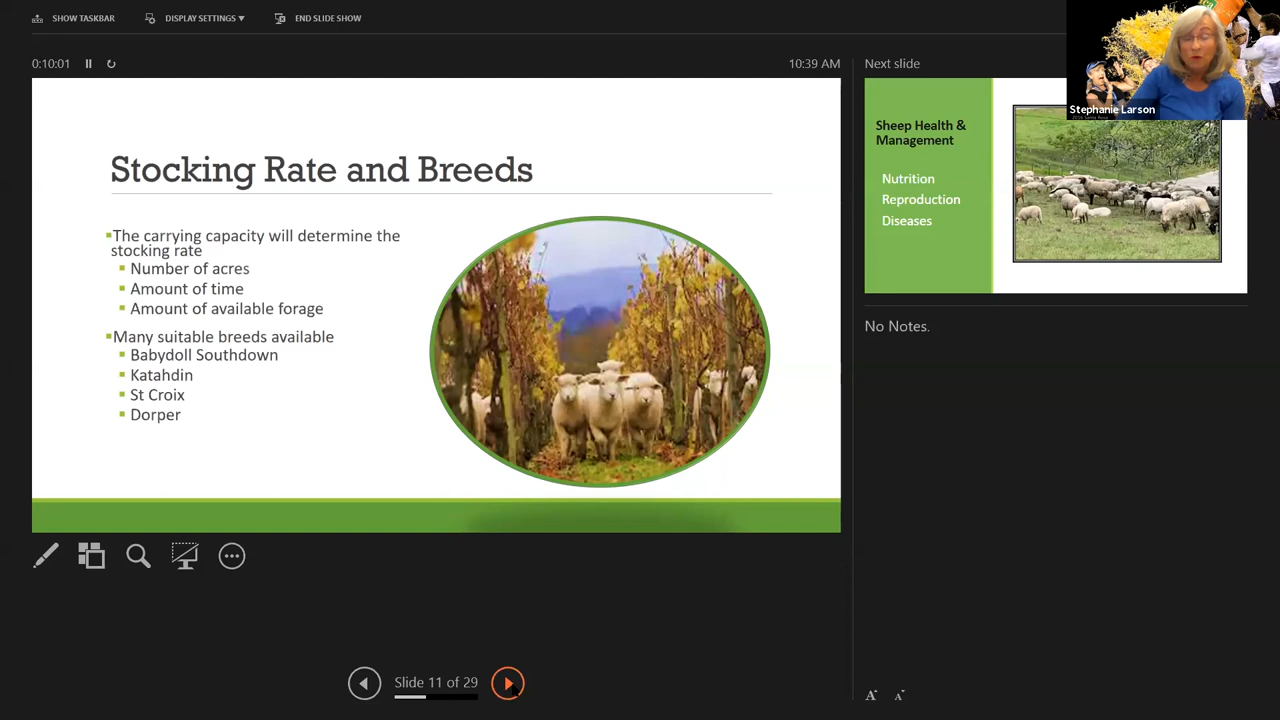 SHOW TASKBAR
DISPLAY SETTINGS ▼
END SLIDE SHOW
0:10:01
10:39 AM
Next slide
Stephanie Larson
Stocking Rate and Breeds
▪The carrying capacity will determine the
stocking rate
▪ Number of acres
▪ Amount of time
▪ Amount of available forage
▪Many suitable breeds available
▪ Babydoll Southdown
▪ Katahdin
▪ St Croix
▪ Dorper
Sheep Health &
Management
Nutrition
Reproduction
Diseases
No Notes.
Slide 11 of 29
A A